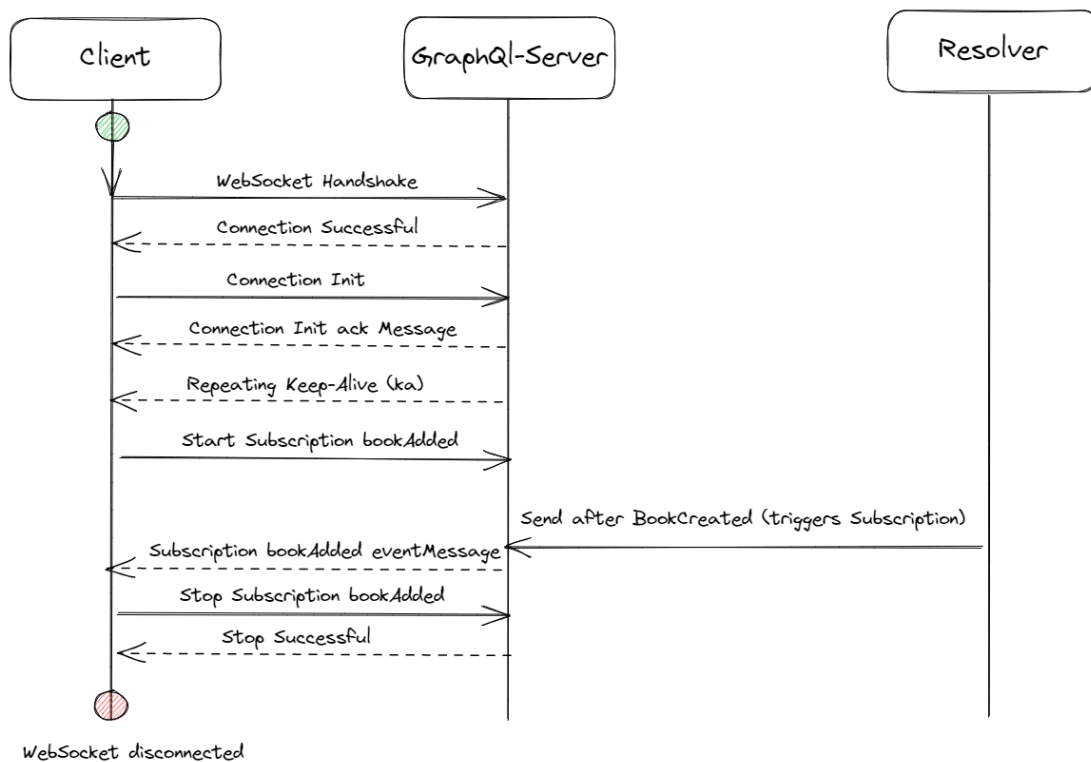 Client
GraphQl-Server
Resolver
WebSocket Handshake
Connection Successful
Connection Init
Connection Init ack Message
Repeating Keep-Alive (ka)
Start Subscription bookAdded
Send after BookCreated (triggers Subscription)
Subscription bookAdded eventMessage
Stop Subscription bookAdded
Stop Successful
WebSocket disconnected